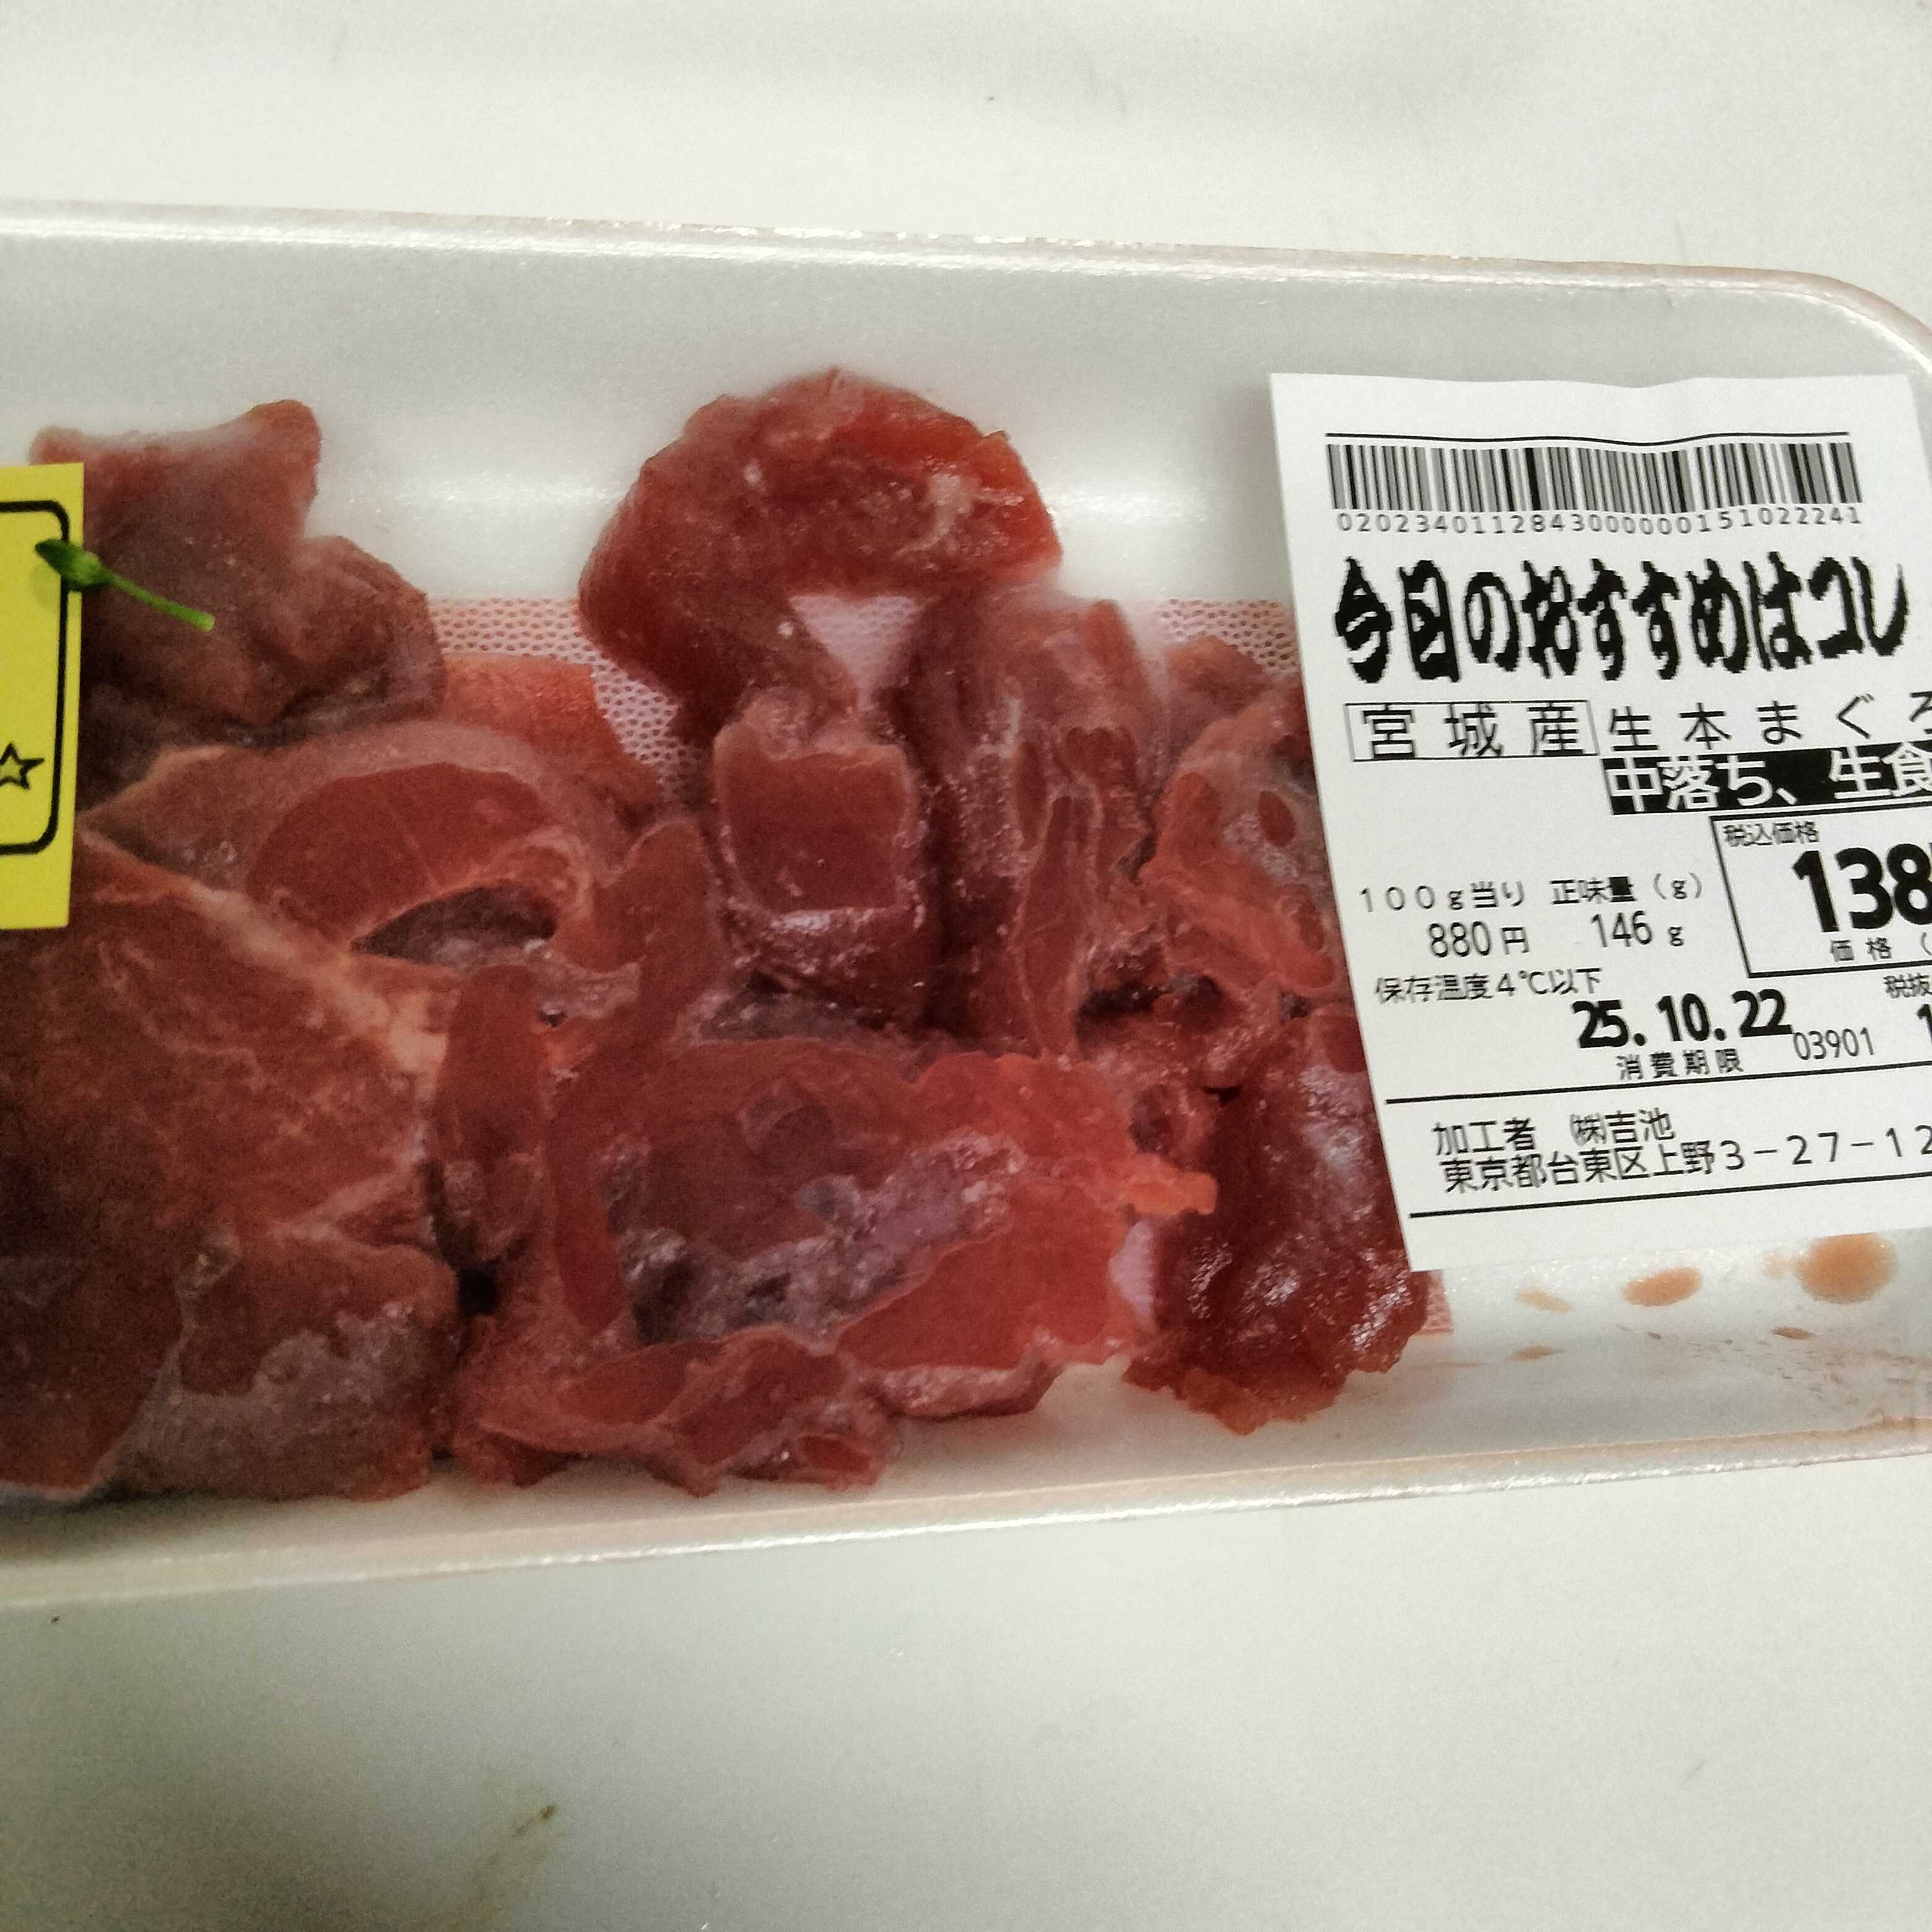 0202340112843000000151022241
今日のおすすめはコレ
宮城産 生本まぐろ
中落ち、生食
税込価格
100g当り 正味量(g)
138
880円 146g
価格(
保存温度4℃以下
税抜
25.10.22
03901
消費期限
加工者 ㈱吉池
東京都台東区上野3-27-12
☆